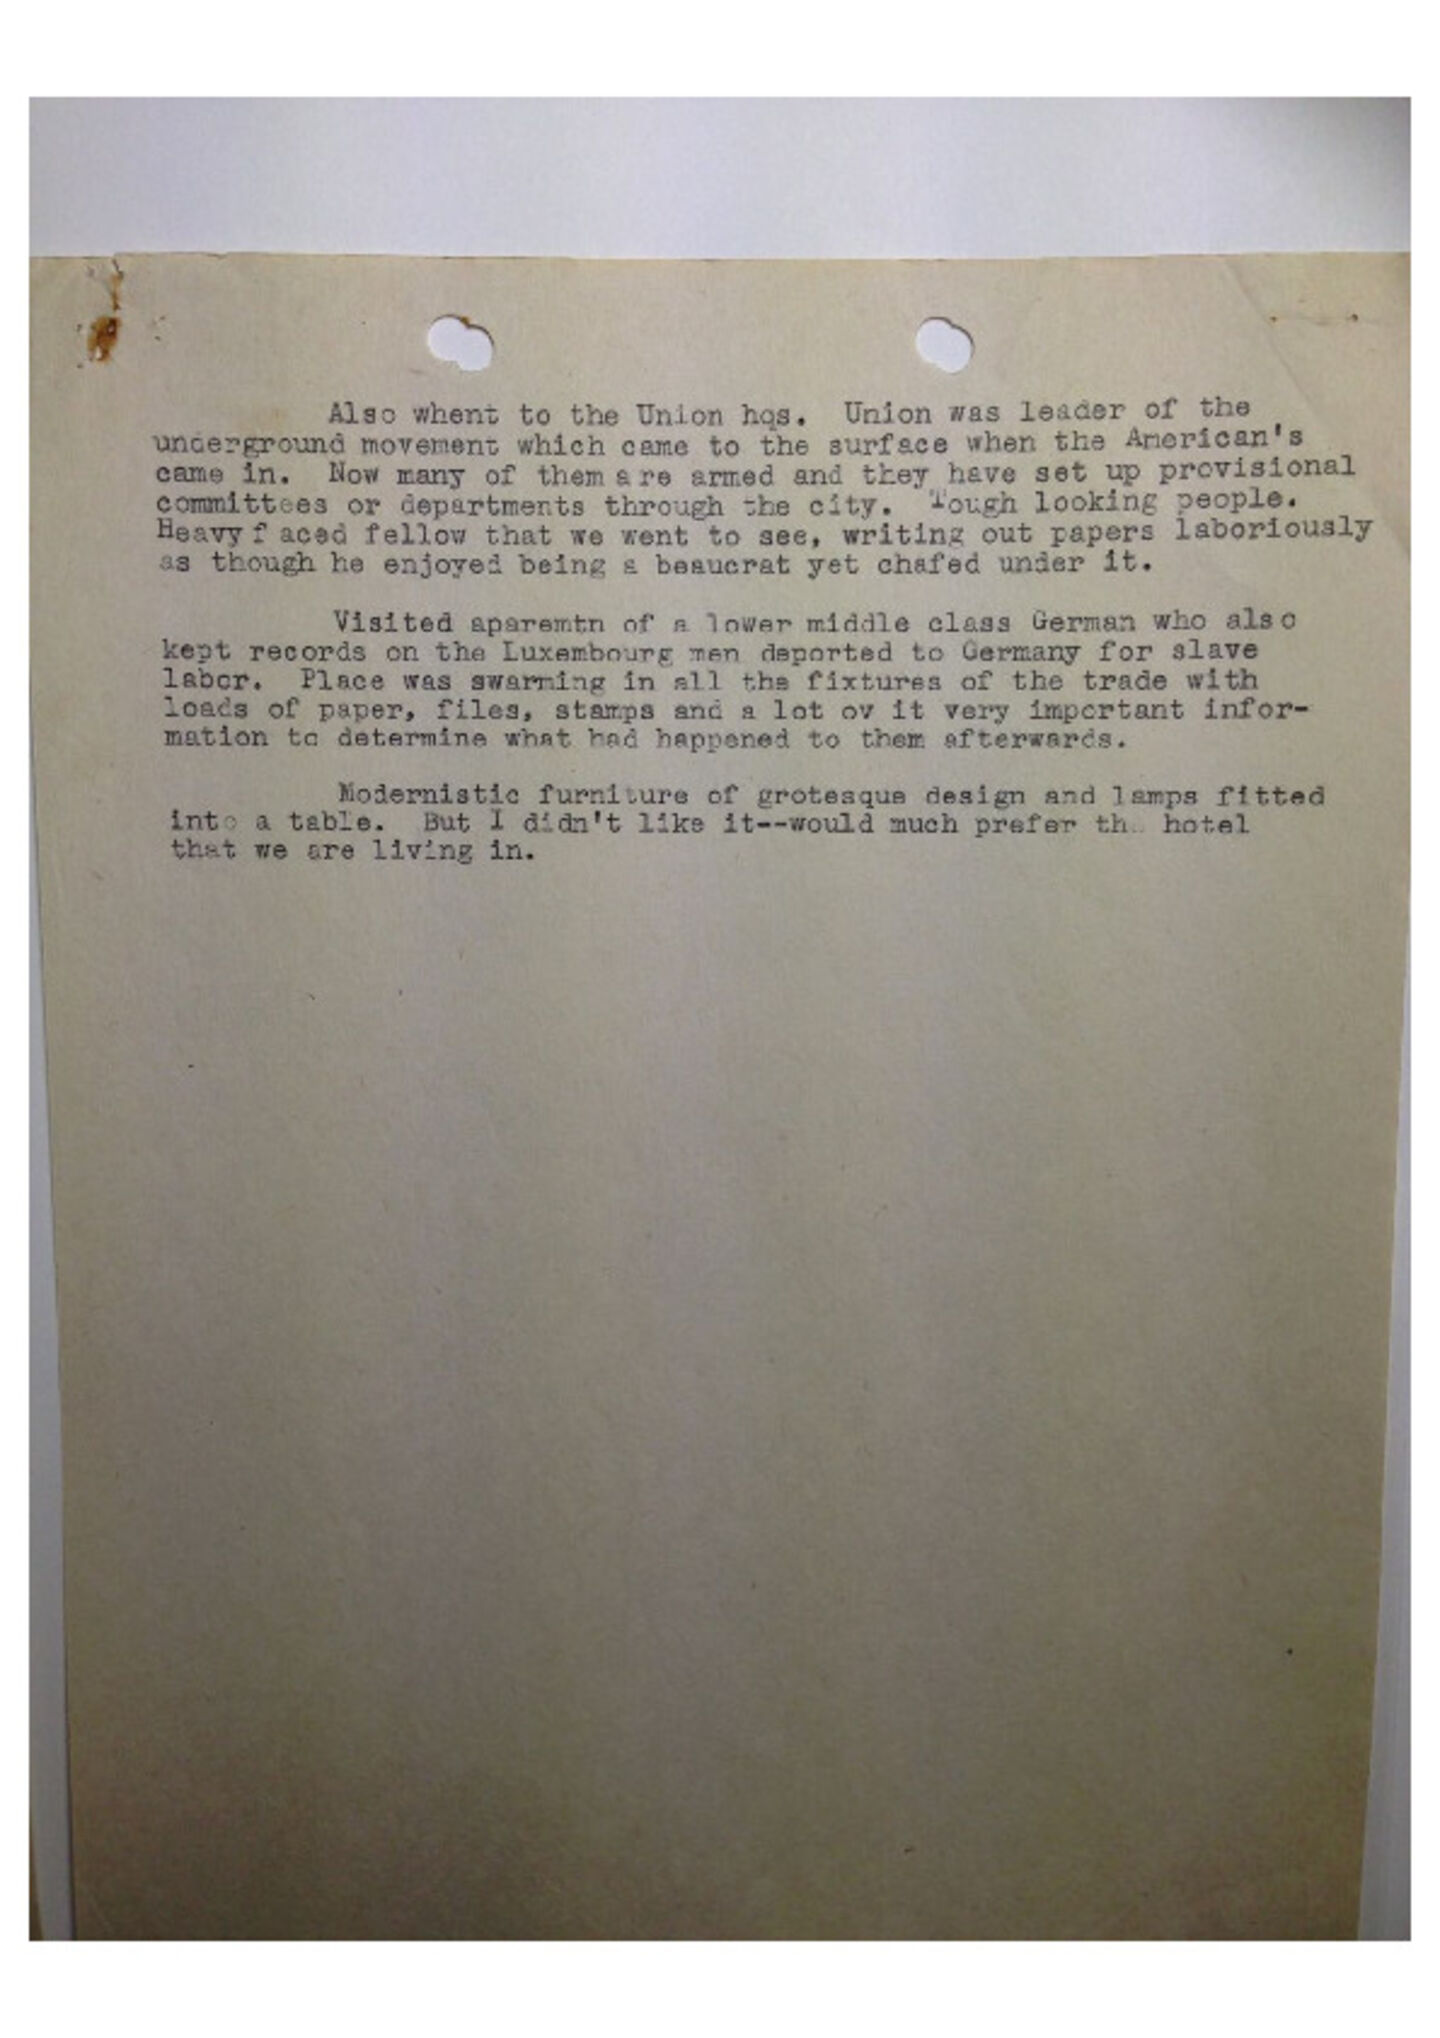 Also whent to the Union hqs. Union was leader of the
underground movement which came to the surface when the American's
came in. Now many of them are armed and they have set up provisional
committees or departments through the city. Tough looking people.
Heavy f aced fellow that we went to see, writing out papers laboriously
as though he enjoyed being a beaucrat yet chafed under it.
Visited aparemtn of a lower middle class German who also
kept records on the Luxembourg men deported to Germany for slave
labor. Place was swarming in all the fixtures of the trade with
loads of paper, files, stamps and a lot ov it very important infor-
mation to determine what had happened to them afterwards.
Modernistic furniture of grotesque design and lamps fitted
into a table. But I didn't like it--would much prefer the hotel
that we are living in.